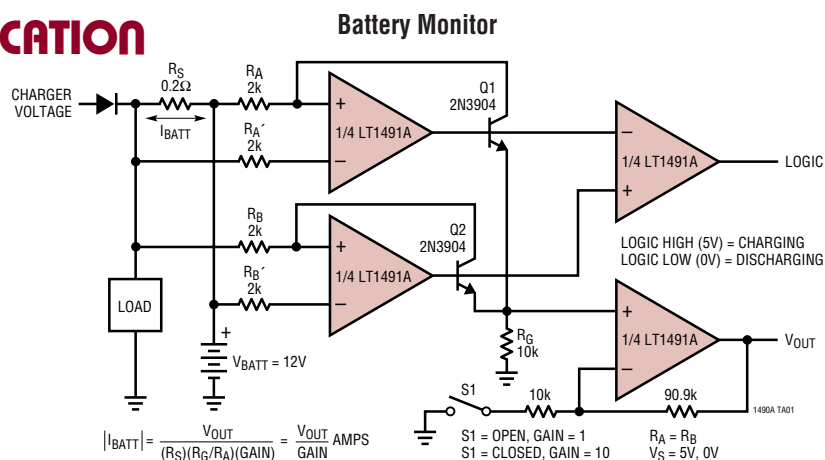 CATION
Battery Monitor
CHARGER
VOLTAGE
RS
0.2Ω
IBATT
RA
2k
RA´
2k
+
–
1/4 LT1491A
Q1
2N3904
–
+
1/4 LT1491A
LOGIC
RB
2k
RB´
2k
+
–
1/4 LT1491A
Q2
2N3904
LOGIC HIGH (5V) = CHARGING
LOGIC LOW (0V) = DISCHARGING
LOAD
+
VBATT = 12V
RG
10k
+
–
1/4 LT1491A
VOUT
S1
10k
90.9k
1490A TA01
S1 = OPEN, GAIN = 1
S1 = CLOSED, GAIN = 10
RA = RB
VS = 5V, 0V
|IBATT| = VOUT / (RS)(RG/RA)(GAIN) = VOUT / GAIN AMPS